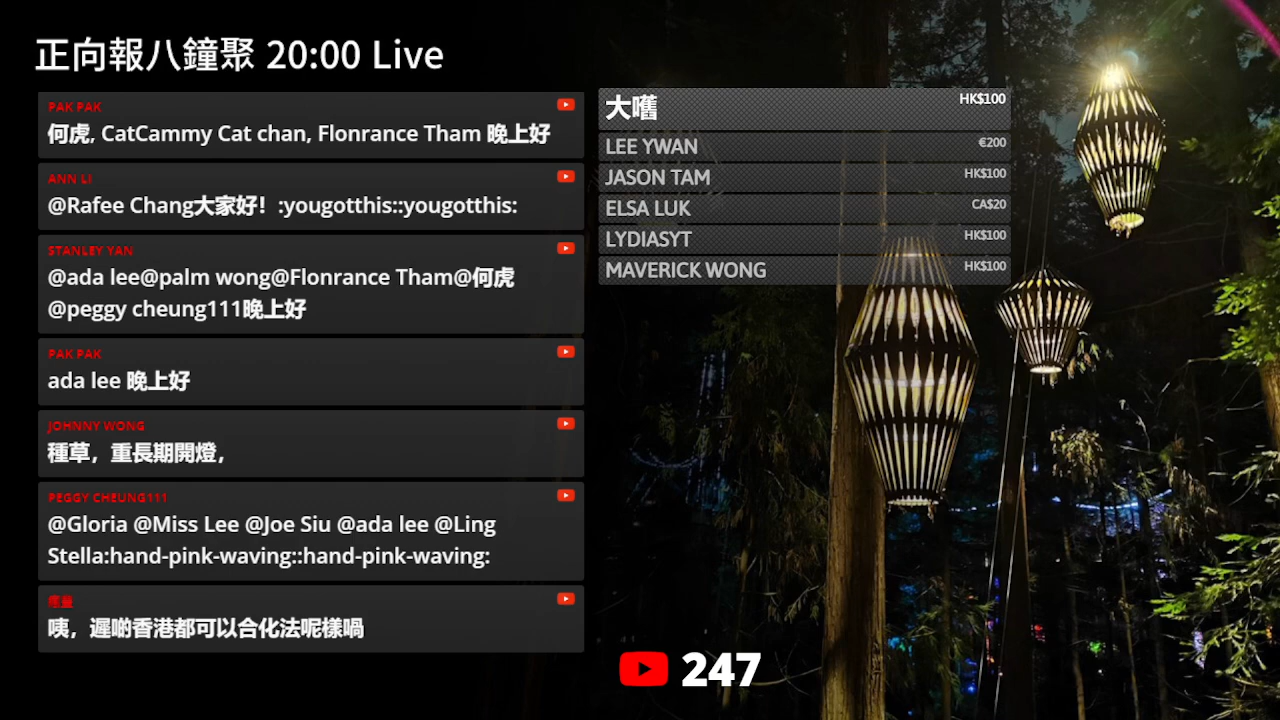 正向報八鐘聚 20:00 Live
PAK PAK
何虎, CatCammy Cat chan, Flonrance Tham 晚上好
ANN LI
@Rafee Chang大家好！:yougotthis::yougotthis:
STANLEY YAN
@ada lee@palm wong@Flonrance Tham@何虎
@peggy cheung111晚上好
PAK PAK
ada lee 晚上好
JOHNNY WONG
種草，重長期開燈，
PEGGY CHEUNG111
@Gloria @Miss Lee @Joe Siu @ada lee @Ling
Stella:hand-pink-waving::hand-pink-waving:
咦，遲啲香港都可以合化法呢樣喎
大嚿 HK$100
LEE YWAN €200
JASON TAM HK$100
ELSA LUK CA$20
LYDIASYT HK$100
MAVERICK WONG HK$100
247